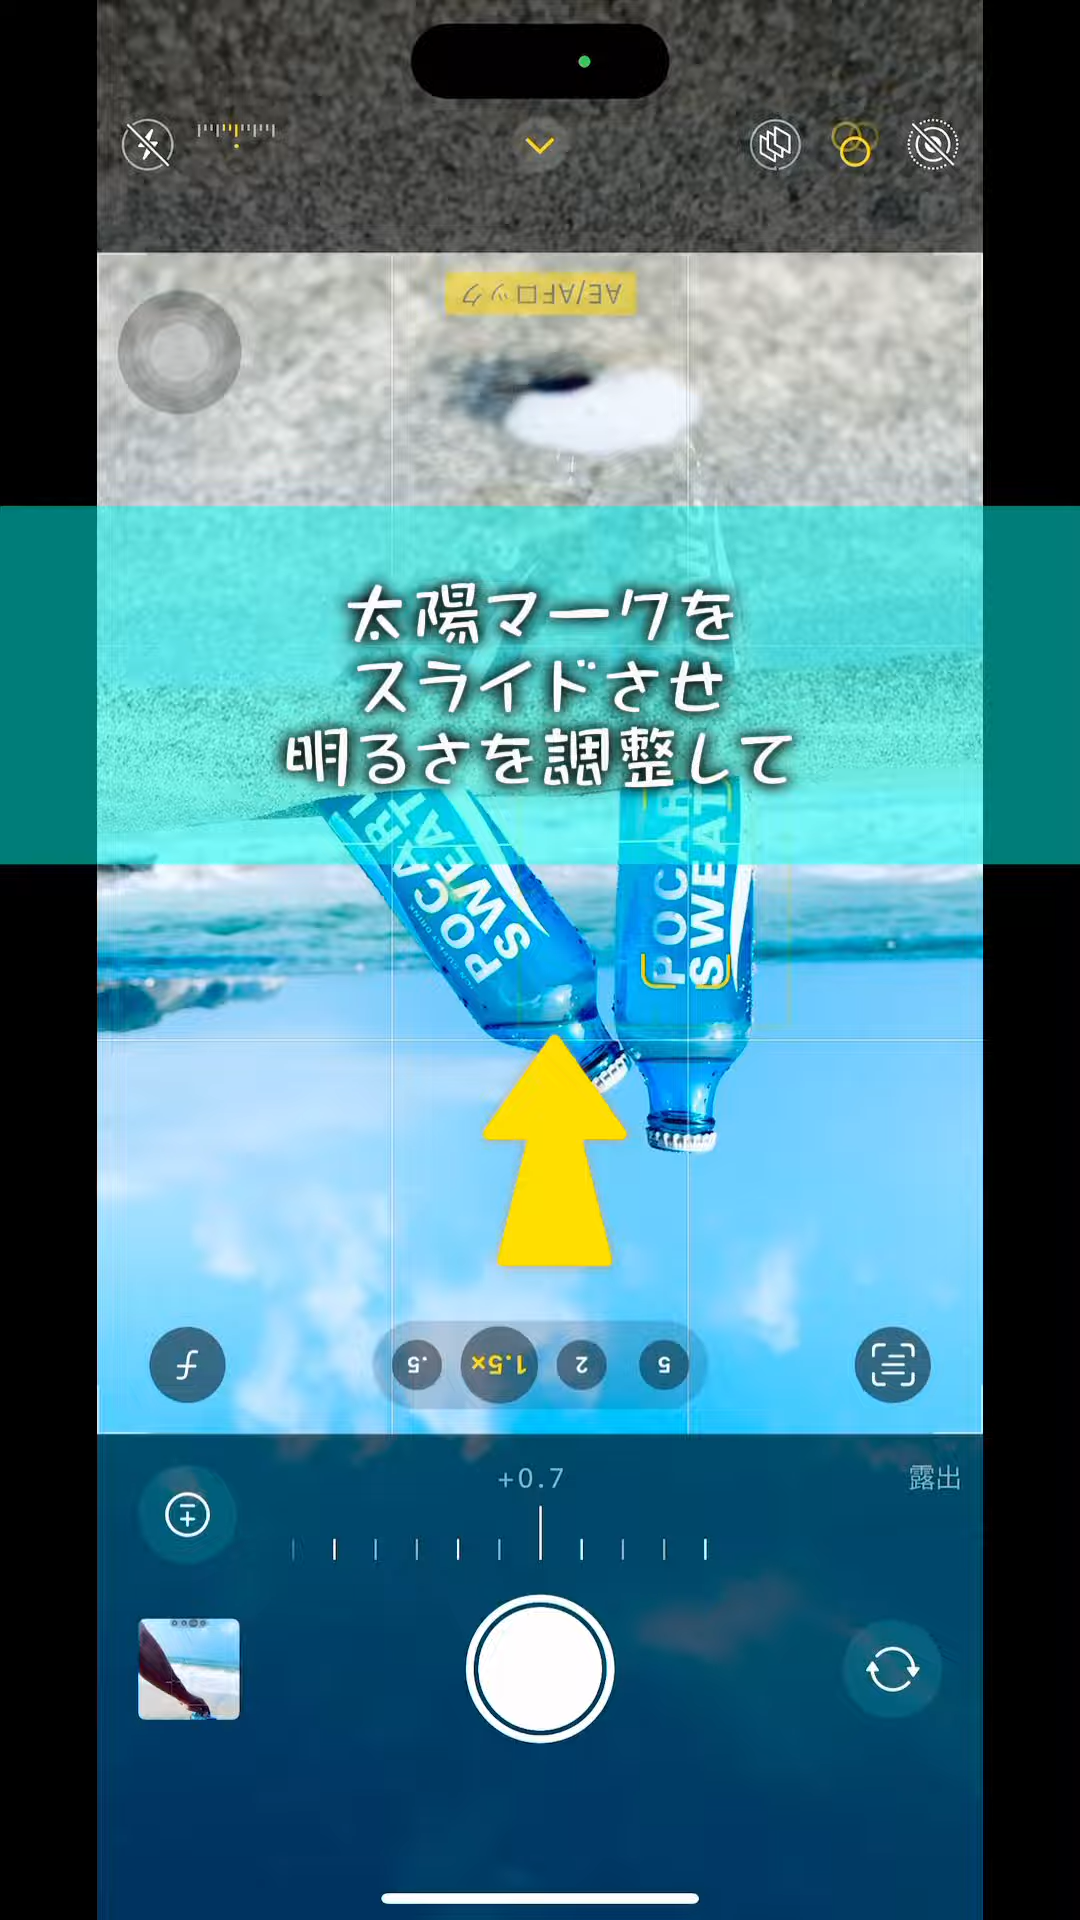 AE/AFロック
太陽マークを
スライドさせ
明るさを調整して
POCARI
SWEAT
POCARI
SWEAT
.5
1.5×
2
5
+0.7
露出